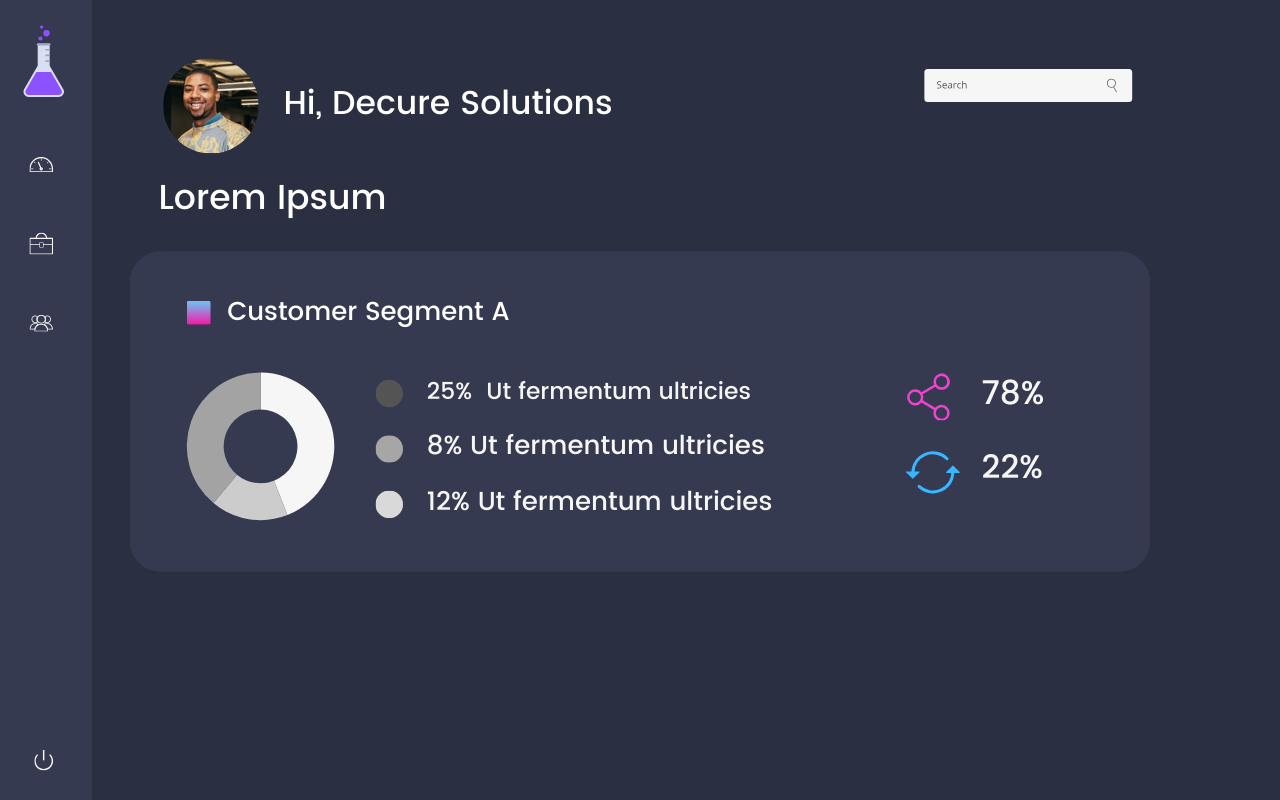 Hi, Decure Solutions
Search
Lorem Ipsum
Customer Segment A
25% Ut fermentum ultricies
78%
8% Ut fermentum ultricies
22%
12% Ut fermentum ultricies